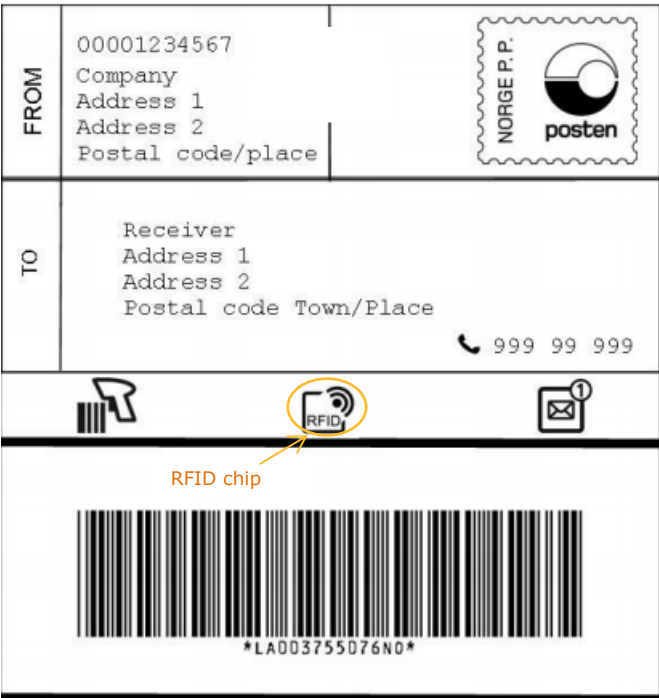 FROM
00001234567
Company
Address 1
Address 2
Postal code/place
NORGE P.P.
posten
TO
Receiver
Address 1
Address 2
Postal code Town/Place
999 99 999
RFID
1
RFID chip
*LA003755076NO*